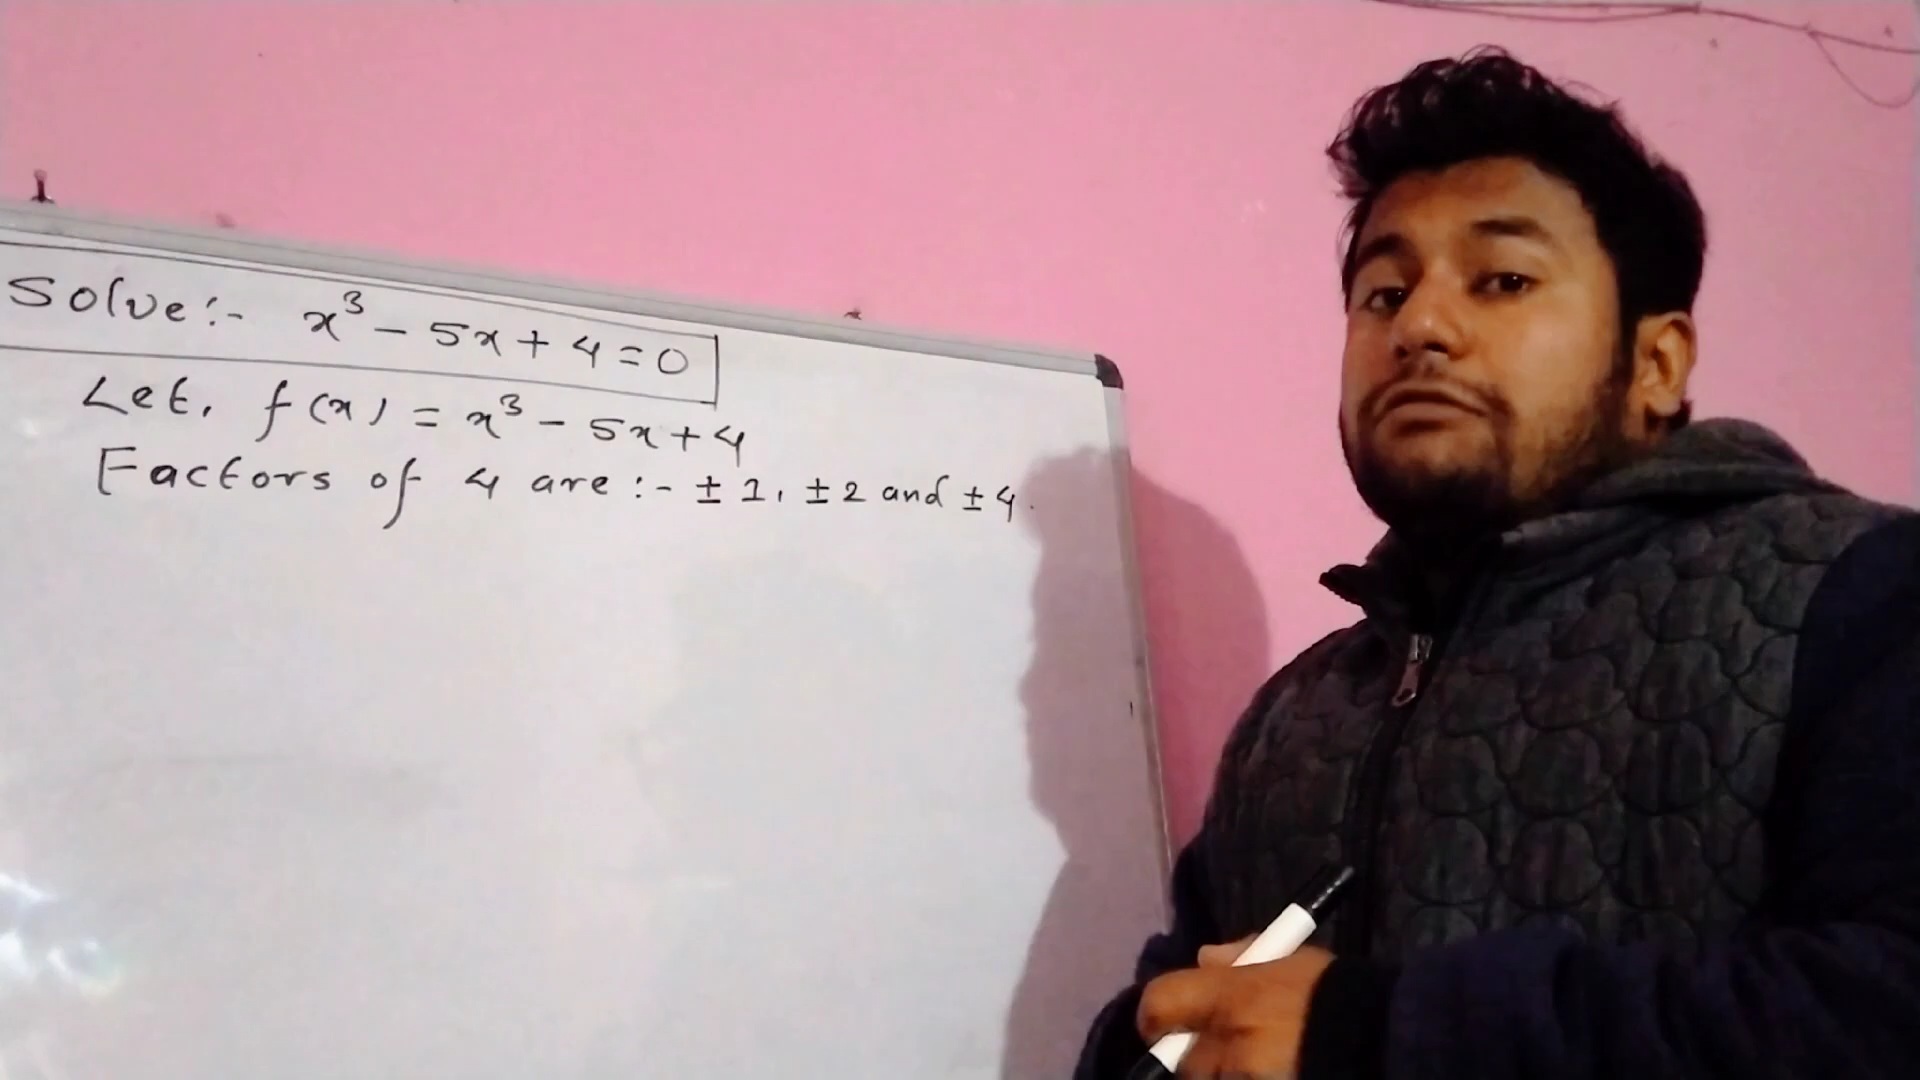 Solve:- x³ - 5x + 4 = 0
Let, f(x) = x³ - 5x + 4
Factors of 4 are :- ± 1, ± 2 and ± 4.